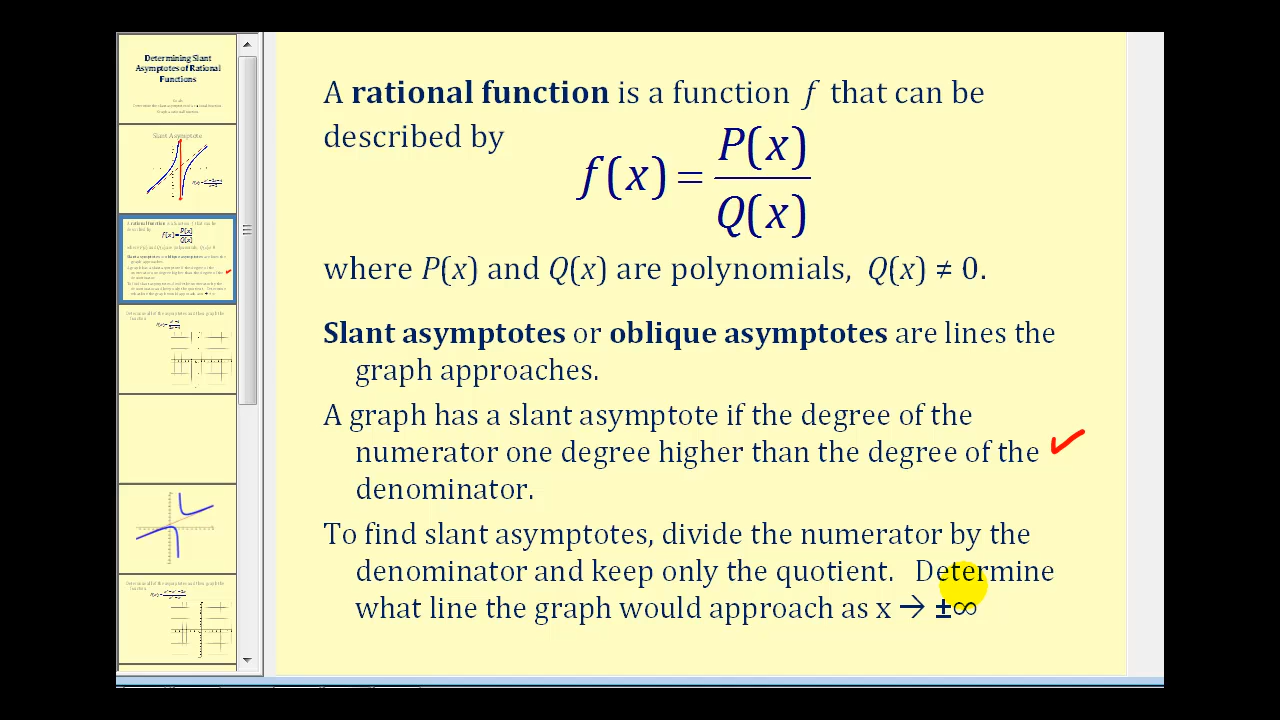 Determining Slant
Asymptotes of Rational
Functions
Slant Asymptote
A rational function is a function f that can be
described by
f(x) = P(x)/Q(x)
where P(x) and Q(x) are polynomials, Q(x) ≠ 0.
Slant asymptotes or oblique asymptotes are lines the
graph approaches.
A graph has a slant asymptote if the degree of the
numerator one degree higher than the degree of the
denominator.
To find slant asymptotes, divide the numerator by the
denominator and keep only the quotient. Determine
what line the graph would approach as x → ±∞